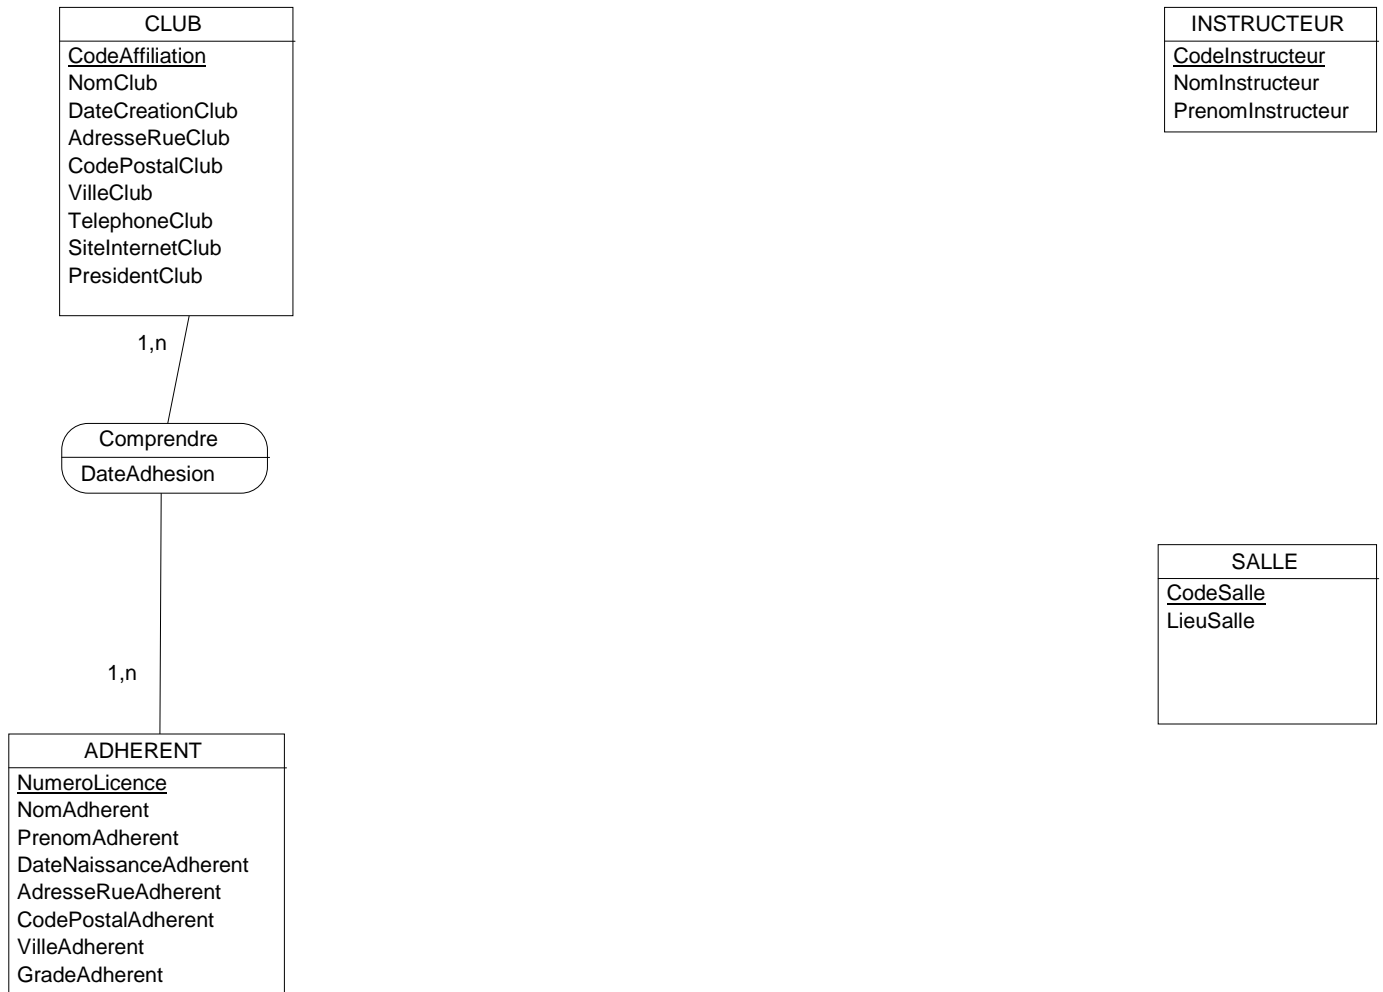 CLUB
CodeAffiliation
NomClub
DateCreationClub
AdresseRueClub
CodePostalClub
VilleClub
TelephoneClub
SiteInternetClub
PresidentClub
1,n
Comprendre
DateAdhesion
1,n
ADHERENT
NumeroLicence
NomAdherent
PrenomAdherent
DateNaissanceAdherent
AdresseRueAdherent
CodePostalAdherent
VilleAdherent
GradeAdherent
INSTRUCTEUR
CodeInstructeur
NomInstructeur
PrenomInstructeur
SALLE
CodeSalle
LieuSalle